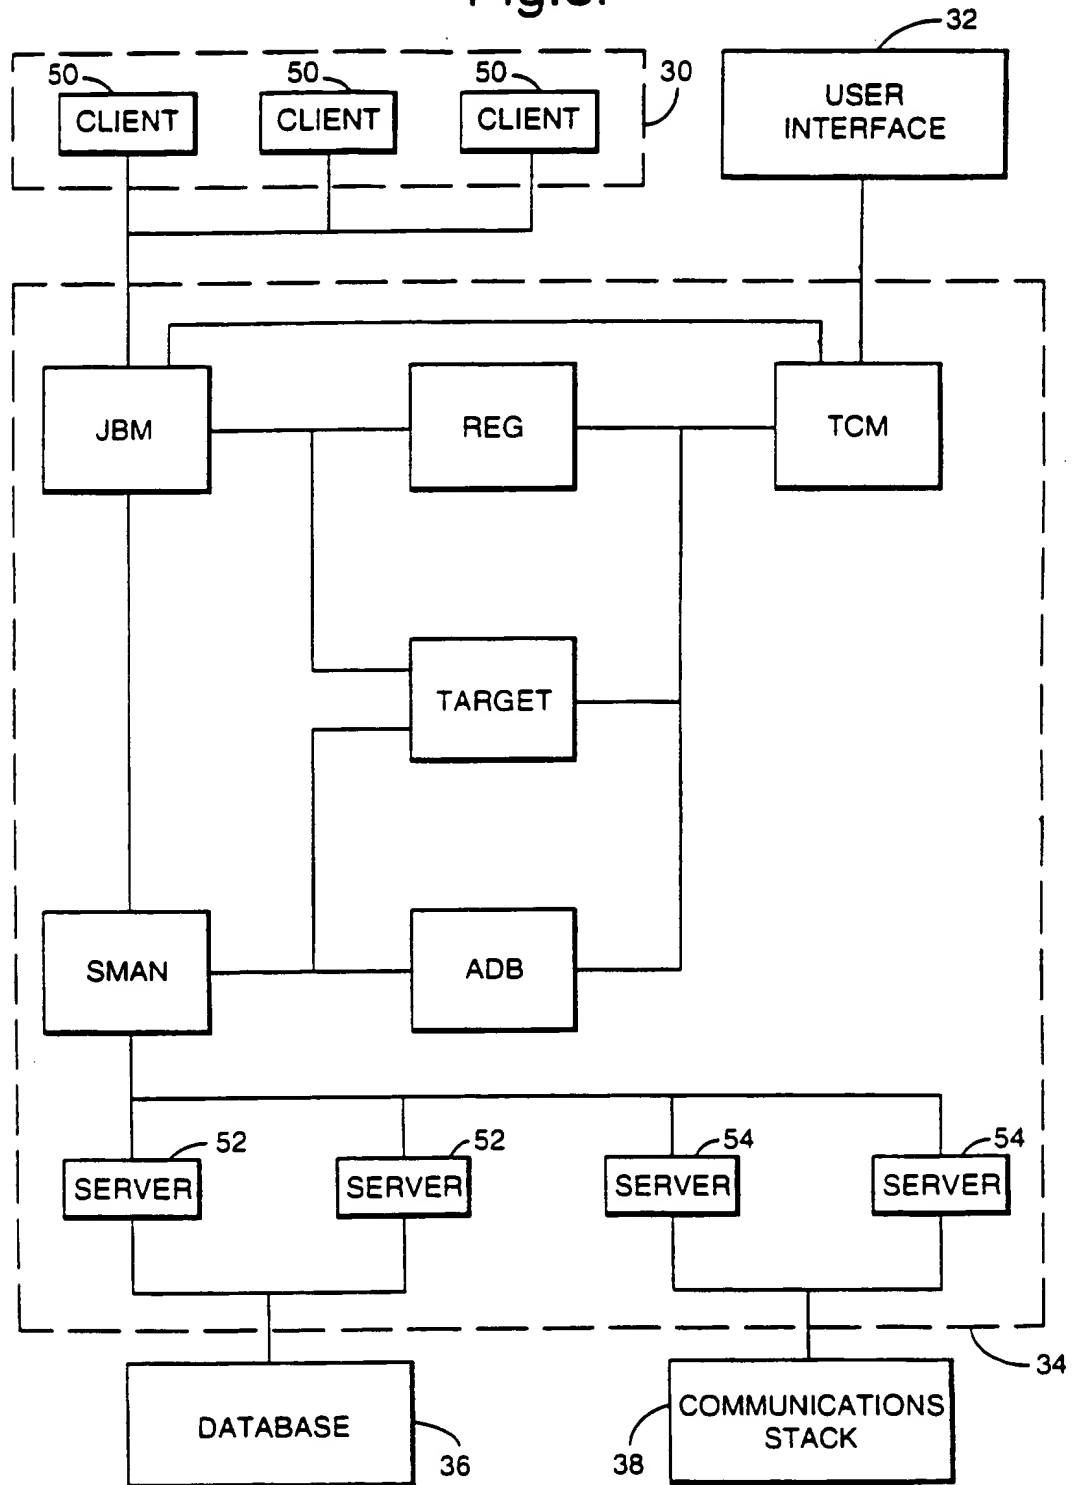 32
50
50
50
30
CLIENT
CLIENT
CLIENT
USER
INTERFACE
JBM
REG
TCM
TARGET
SMAN
ADB
52
52
54
54
SERVER
SERVER
SERVER
SERVER
34
DATABASE
COMMUNICATIONS
STACK
36
38